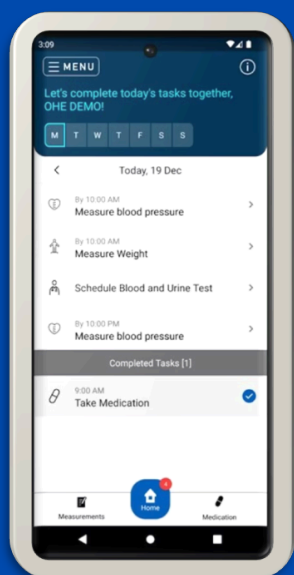 3:09
MENU
Let's complete today's tasks together,
OHE DEMO!
M T W T F S S
Today, 19 Dec
By 10:00 AM
Measure blood pressure
By 10:00 AM
Measure Weight
Schedule Blood and Urine Test
By 10:00 PM
Measure blood pressure
Completed Tasks [1]
9:00 AM
Take Medication
4
Measurements
Home
Medication